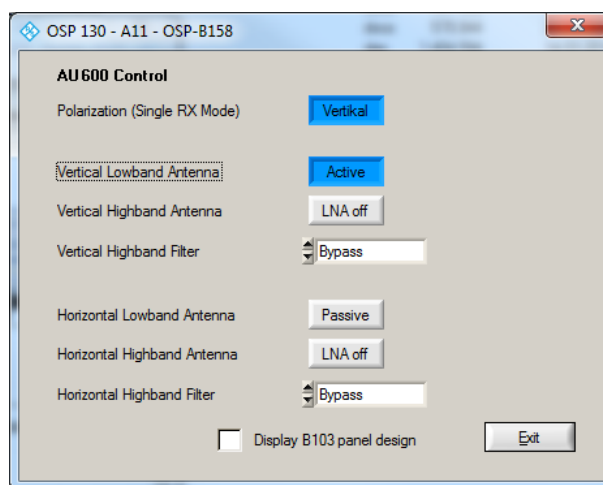 OSP 130 - A11 - OSP-B158
AU600 Control
Polarization (Single RX Mode) Vertikal
Vertical Lowband Antenna Active
Vertical Highband Antenna LNA off
Vertical Highband Filter Bypass
Horizontal Lowband Antenna Passive
Horizontal Highband Antenna LNA off
Horizontal Highband Filter Bypass
Display B103 panel design Exit